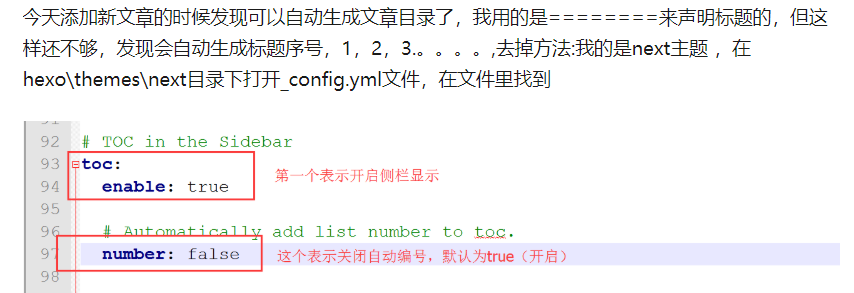 今天添加新文章的时候发现可以自动生成文章目录了，我用的是========来声明标题的，但这
样还不够，发现会自动生成标题序号，1，2，3.。。。。,去掉方法:我的是next主题 ，在
hexo\themes\next目录下打开_config.yml文件，在文件里找到
92 # TOC in the Sidebar
93 toc:
第一个表示开启侧栏显示
94 enable: true
95
96 # Automatically add list number to toc.
97 number: false 这个表示关闭自动编号，默认为true（开启）
98